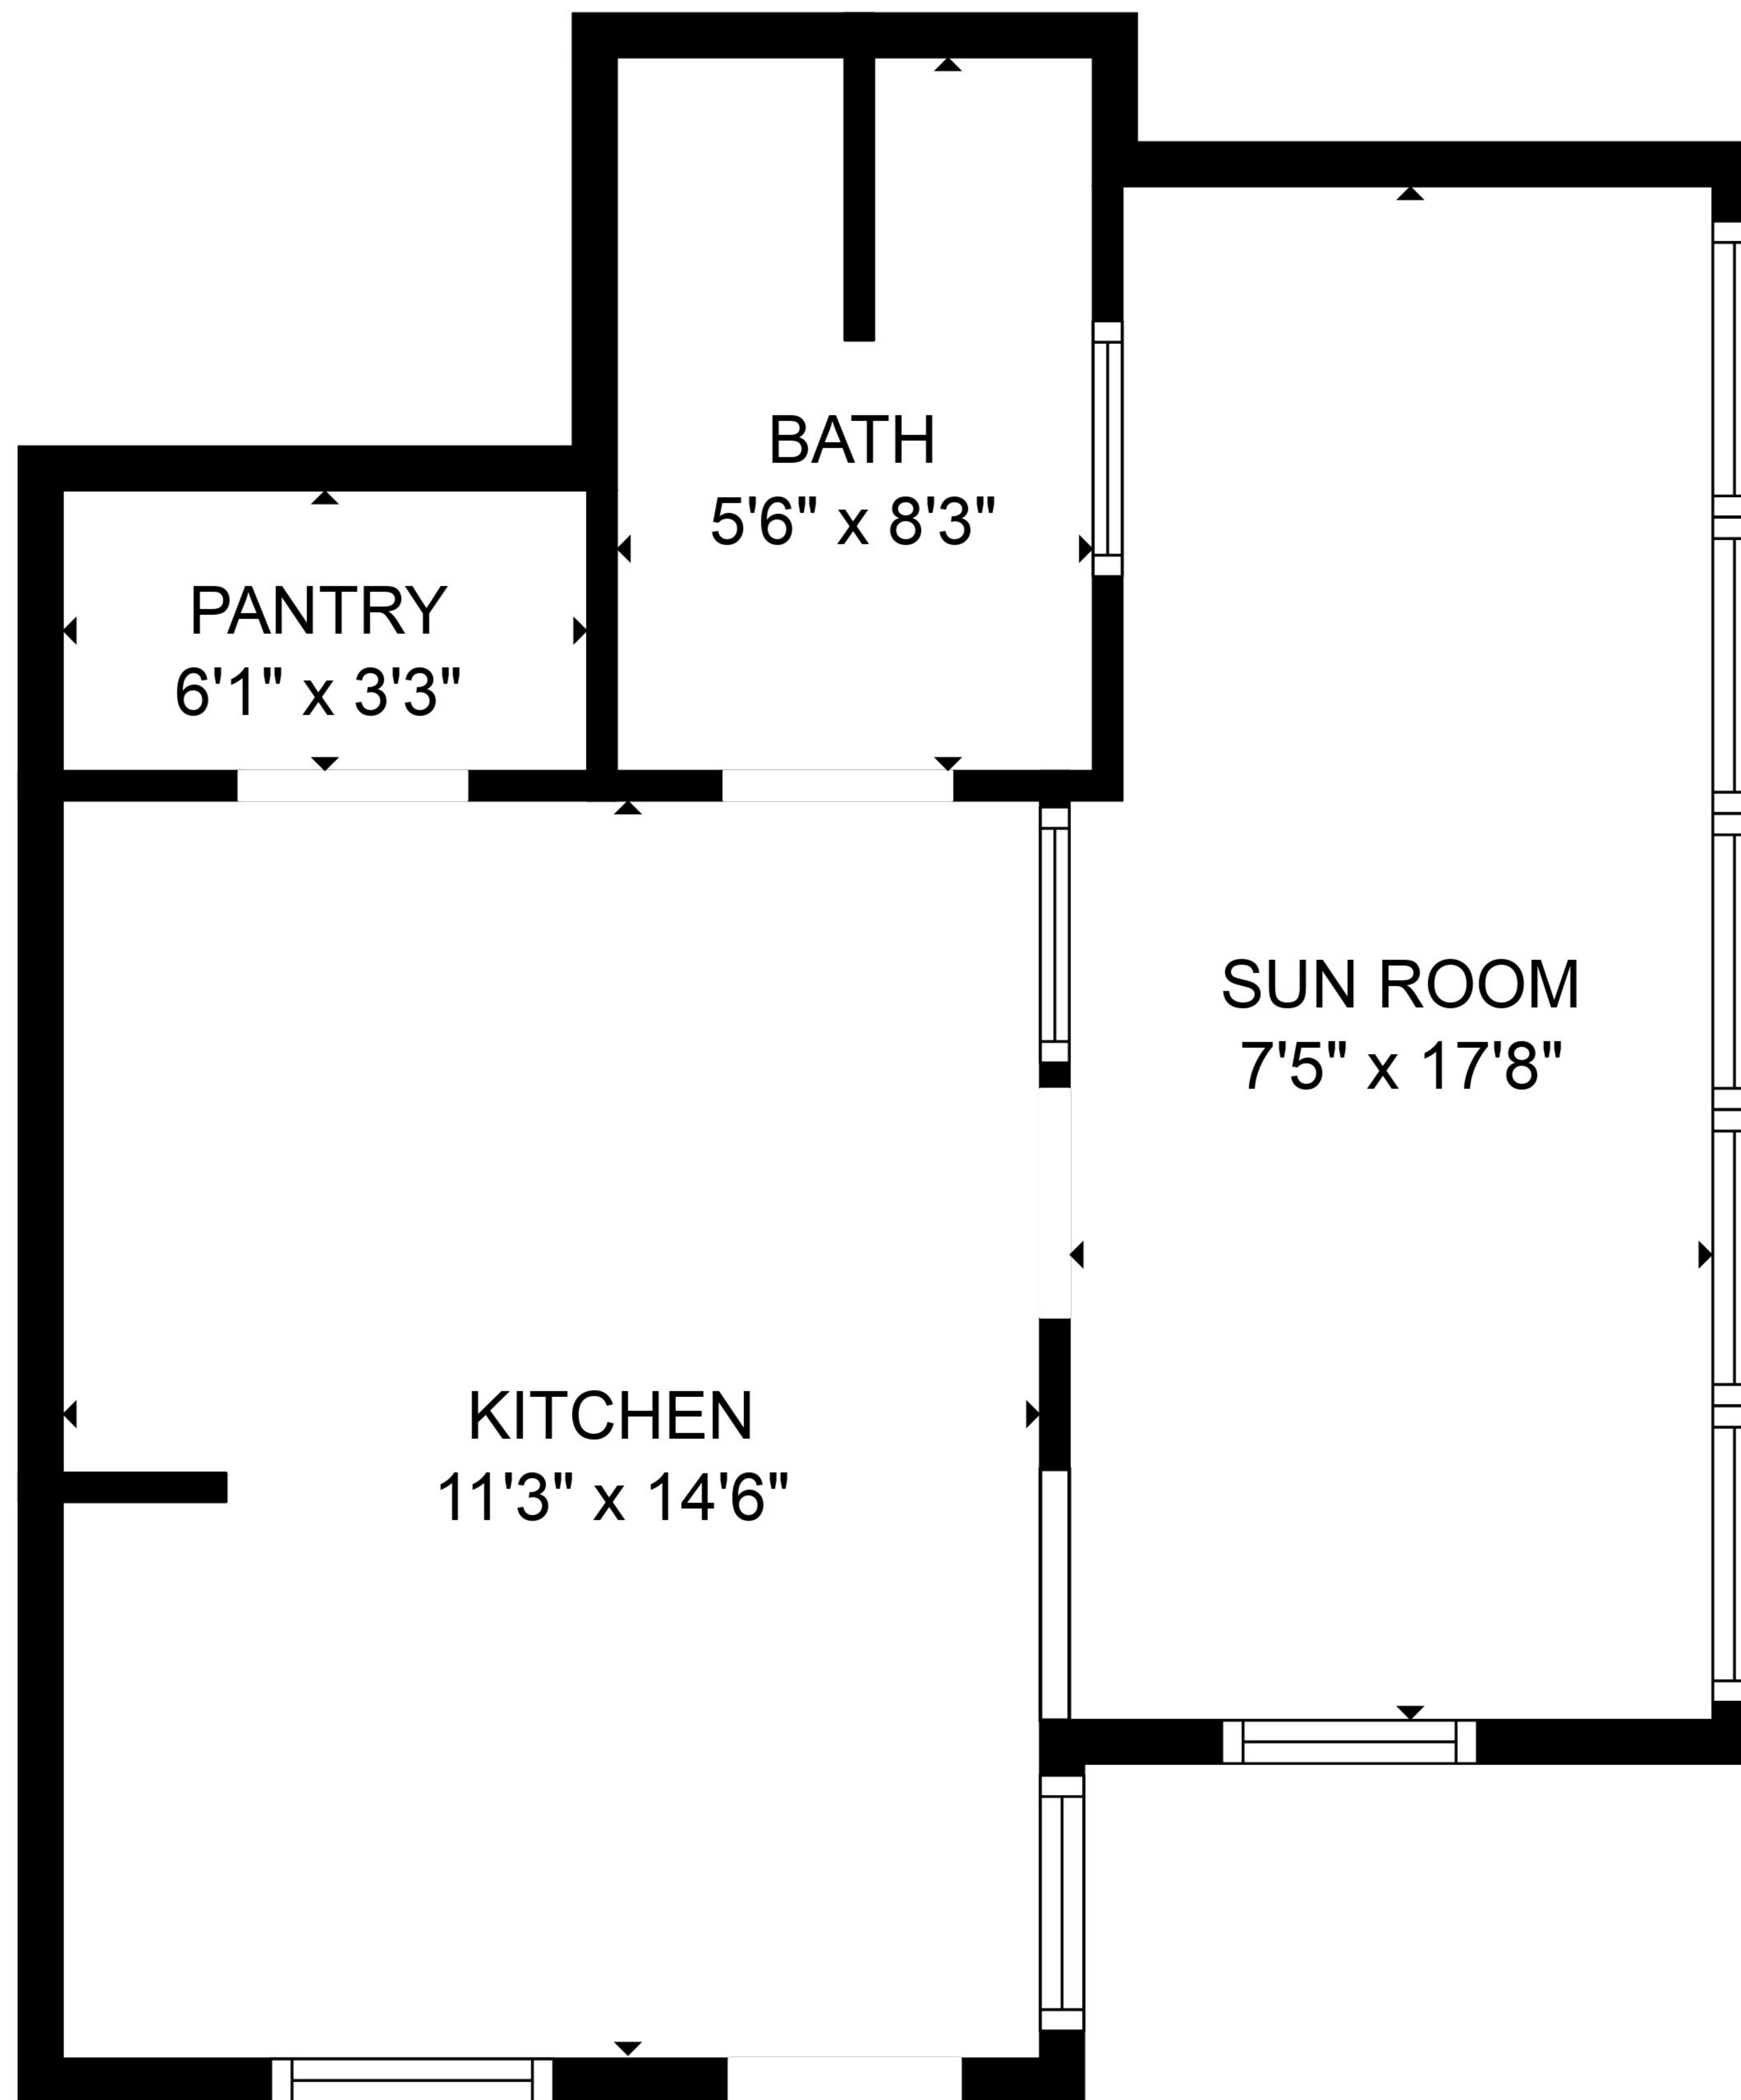 BATH
5'6" x 8'3"
PANTRY
6'1" x 3'3"
SUN ROOM
7'5" x 17'8"
KITCHEN
11'3" x 14'6"